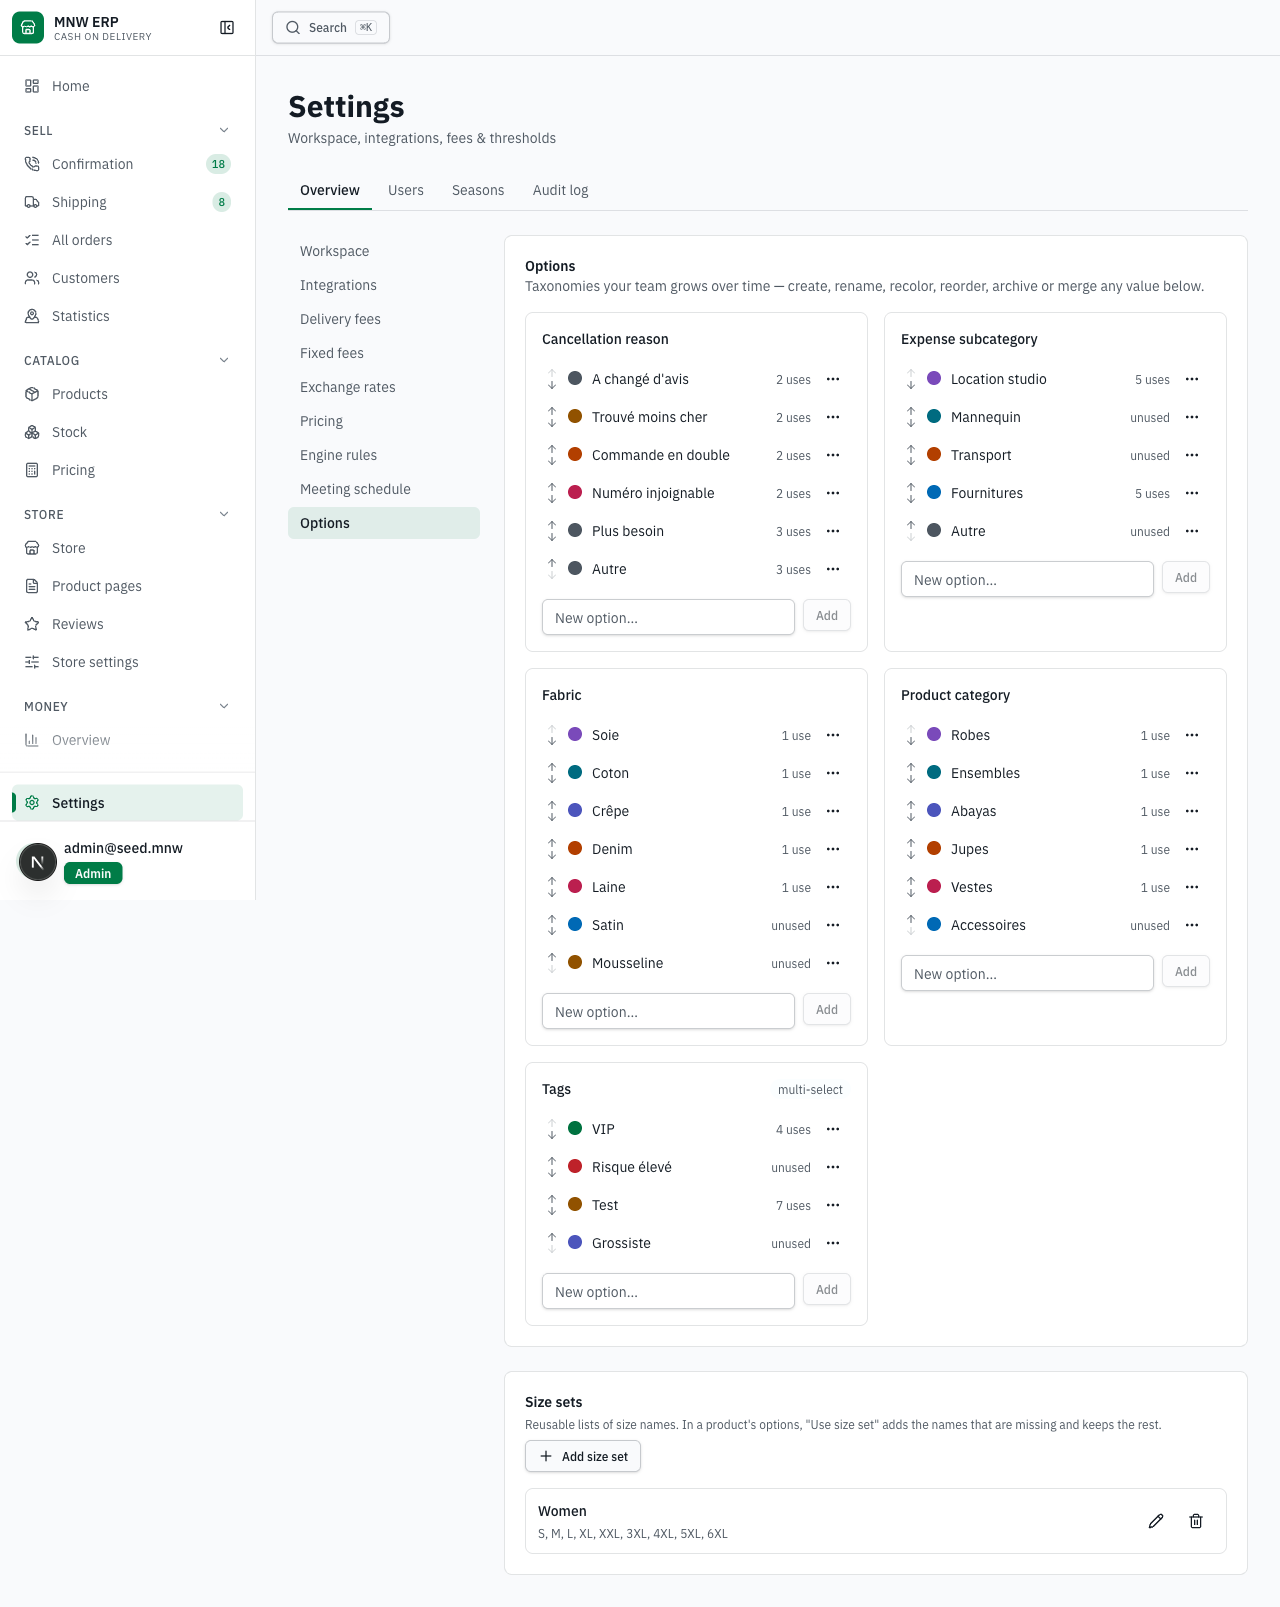 MNW ERP
CASH ON DELIVERY
Search ⌘K
Home
SELL
Confirmation 18
Shipping 8
All orders
Customers
Statistics
CATALOG
Products
Stock
Pricing
STORE
Store
Product pages
Reviews
Store settings
MONEY
Overview
Settings
N
admin@seed.mnw
Admin
Settings
Workspace, integrations, fees & thresholds
Overview Users Seasons Audit log
Workspace
Integrations
Delivery fees
Fixed fees
Exchange rates
Pricing
Engine rules
Meeting schedule
Options
Options
Taxonomies your team grows over time — create, rename, recolor, reorder, archive or merge any value below.
Cancellation reason
A changé d'avis 2 uses
Trouvé moins cher 2 uses
Commande en double 2 uses
Numéro injoignable 2 uses
Plus besoin 3 uses
Autre 3 uses
New option... Add
Expense subcategory
Location studio 5 uses
Mannequin unused
Transport unused
Fournitures 5 uses
Autre unused
New option... Add
Fabric
Soie 1 use
Coton 1 use
Crêpe 1 use
Denim 1 use
Laine 1 use
Satin unused
Mousseline unused
New option... Add
Product category
Robes 1 use
Ensembles 1 use
Abayas 1 use
Jupes 1 use
Vestes 1 use
Accessoires unused
New option... Add
Tags multi-select
VIP 4 uses
Risque élevé unused
Test 7 uses
Grossiste unused
New option... Add
Size sets
Reusable lists of size names. In a product's options, "Use size set" adds the names that are missing and keeps the rest.
Add size set
Women
S, M, L, XL, XXL, 3XL, 4XL, 5XL, 6XL